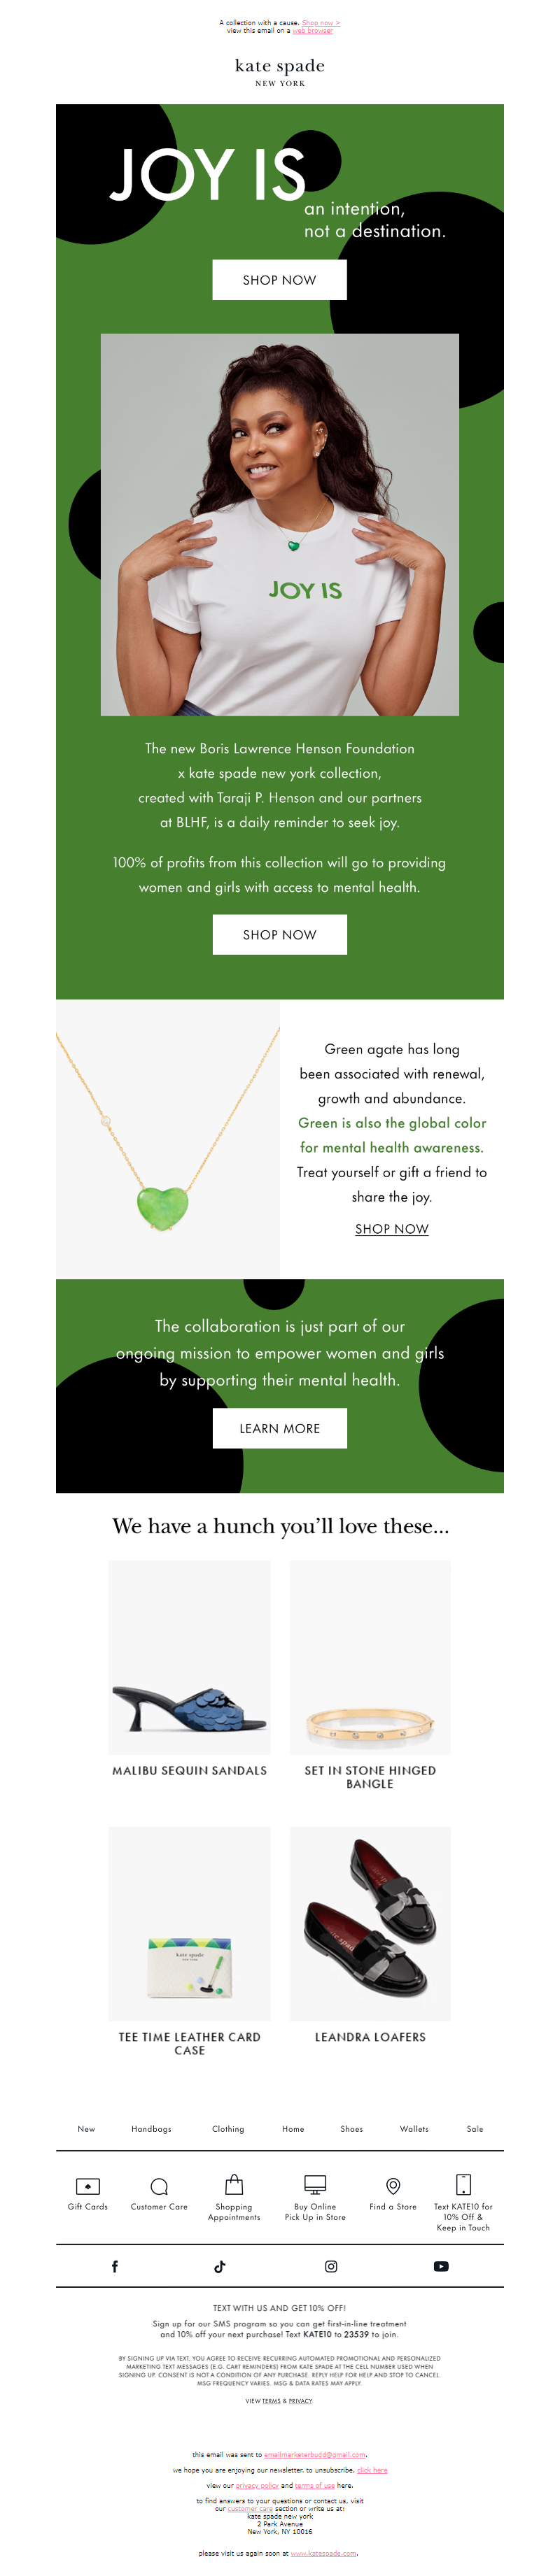 A collection with a cause. Shop now >
view this email on a web browser
kate spade
NEW YORK
JOY IS
an intention,
not a destination.
SHOP NOW
JOY IS
The new Boris Lawrence Henson Foundation
x kate spade new york collection,
created with Taraji P. Henson and our partners
at BLHF, is a daily reminder to seek joy.
100% of profits from this collection will go to providing
women and girls with access to mental health.
SHOP NOW
Green agate has long
been associated with renewal,
growth and abundance.
Green is also the global color
for mental health awareness.
Treat yourself or gift a friend to
share the joy.
SHOP NOW
The collaboration is just part of our
ongoing mission to empower women and girls
by supporting their mental health.
LEARN MORE
We have a hunch you'll love these...
kate spade
MALIBU SEQUIN SANDALS
SET IN STONE HINGED
BANGLE
TEE TIME LEATHER CARD
CASE
LEANDRA LOAFERS
New Handbags Clothing Home Shoes Wallets Sale
Gift Cards
Customer Care
Shopping
Appointments
Buy Online
Pick Up in Store
Find a Store
Text KATE10 for
10% Off &
Keep in Touch
TEXT WITH US AND GET 10% OFF!
Sign up for our SMS program so you can get first-in-line treatment
and 10% off your next purchase! Text KATE10 to 23539 to join.
BY SIGNING UP VIA TEXT, YOU AGREE TO RECEIVE RECURRING AUTOMATED PROMOTIONAL AND PERSONALIZED
MARKETING TEXT MESSAGES (E.G. CART REMINDERS) FROM KATE SPADE AT THE CELL NUMBER USED WHEN
SIGNING UP. CONSENT IS NOT A CONDITION OF ANY PURCHASE. REPLY HELP FOR HELP AND STOP TO CANCEL.
MSG FREQUENCY VARIES. MSG & DATA RATES MAY APPLY.
VIEW TERMS & PRIVACY.
this email was sent to emailmarketerbudd@gmail.com.
we hope you are enjoying our newsletter. to unsubscribe, click here
view our privacy policy and terms of use here.
to find answers to your questions or contact us, visit
our customer care section or write us at:
kate spade new york
2 Park Avenue
New York, NY 10016
please visit us again soon at www.katespade.com.